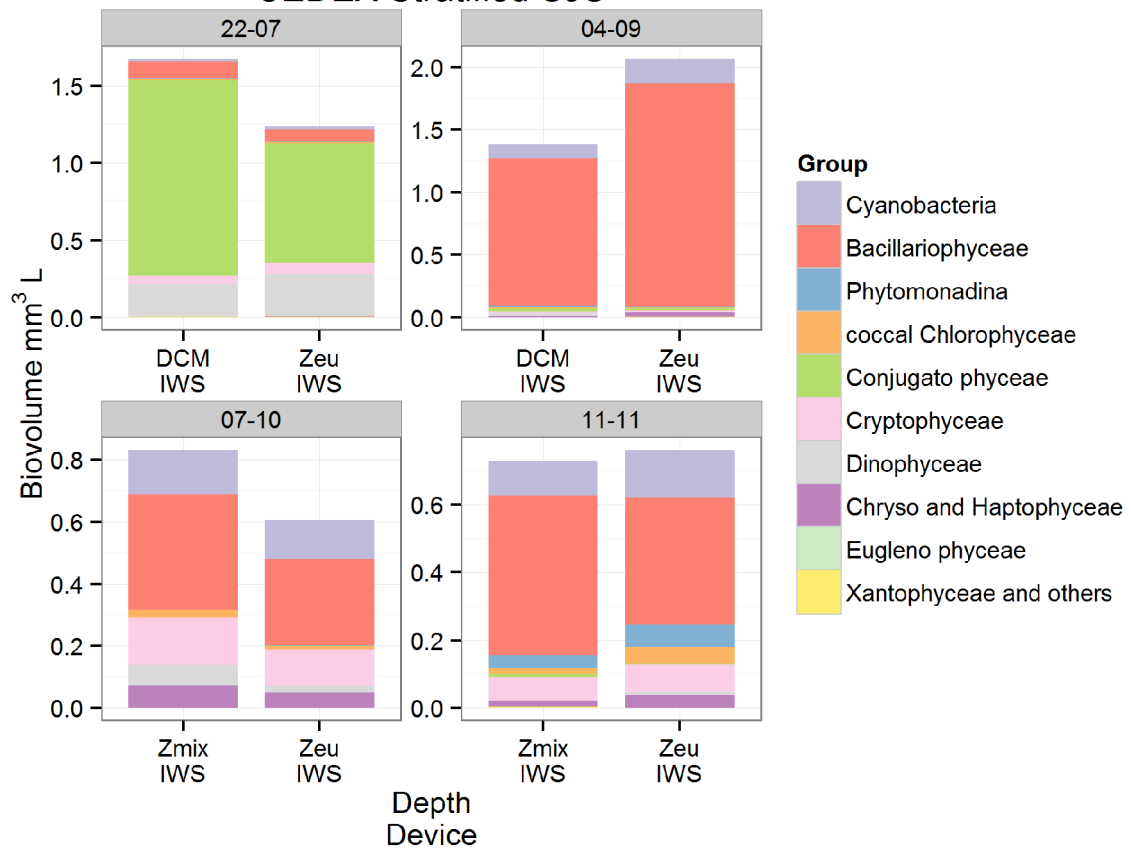 22-07
04-09
1.5
1.0
0.5
0.0
2.0
1.5
1.0
0.5
0.0
DCM
IWS
Zeu
IWS
DCM
IWS
Zeu
IWS
07-10
11-11
0.8
0.6
0.4
0.2
0.0
0.6
0.4
0.2
0.0
Zmix
IWS
Zeu
IWS
Zmix
IWS
Zeu
IWS
Biovolume mm³ L
Depth
Device
Group
Cyanobacteria
Bacillariophyceae
Phytomonadina
coccal Chlorophyceae
Conjugato phyceae
Cryptophyceae
Dinophyceae
Chryso and Haptophyceae
Eugleno phyceae
Xantophyceae and others